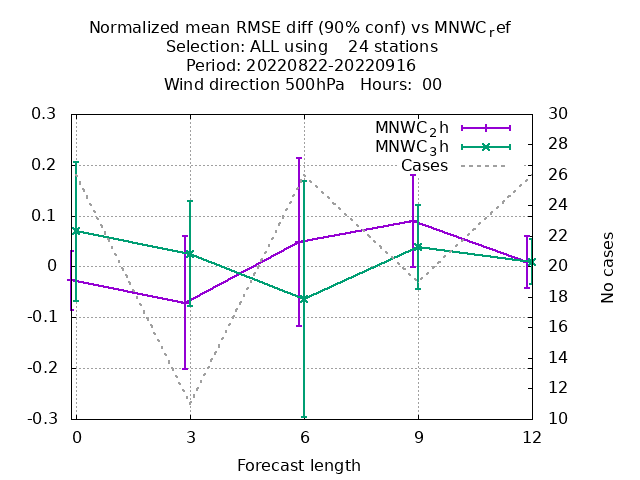 Normalized mean RMSE diff (90% conf) vs MNWCref
Selection: ALL using    24 stations
Period: 20220822-20220916
Wind direction 500hPa   Hours:  00
0.3
0.2
0.1
0
-0.1
-0.2
-0.3
30
28
26
24
22
20
18
16
14
12
10
MNWC2h
MNWC3h
Cases
No cases
0 3 6 9 12
Forecast length